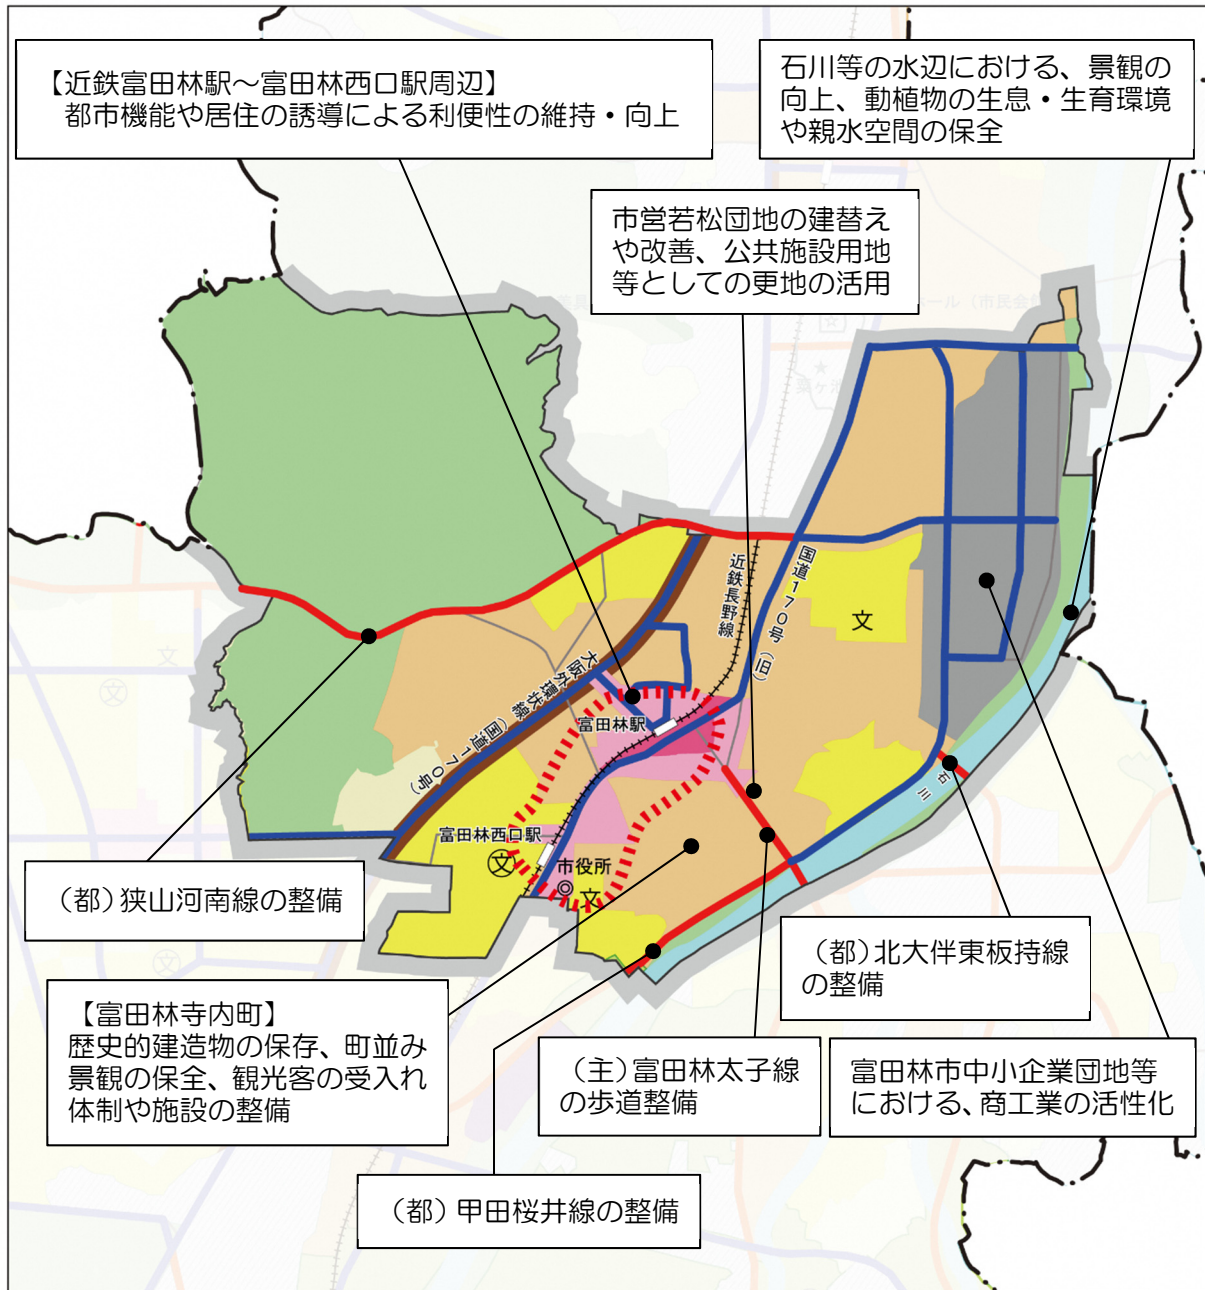 【近鉄富田林駅～富田林西口駅周辺】
都市機能や居住の誘導による利便性の維持・向上
石川等の水辺における、景観の
向上、動植物の生息・生育環境
や親水空間の保全
市営若松団地の建替え
や改善、公共施設用地
等としての更地の活用
ホール（市民会
粟ヶ池
近鉄長野線
国道170号（旧）
文
大阪外環状線
（国道170号）
富田林駅
富田林西口駅
文
市役所
文
石川
文
文
文
（都）狭山河南線の整備
（都）北大伴東板持線
の整備
【富田林寺内町】
歴史的建造物の保存、町並み
景観の保全、観光客の受入れ
体制や施設の整備
（主）富田林太子線
の歩道整備
富田林市中小企業団地等
における、商工業の活性化
（都）甲田桜井線の整備